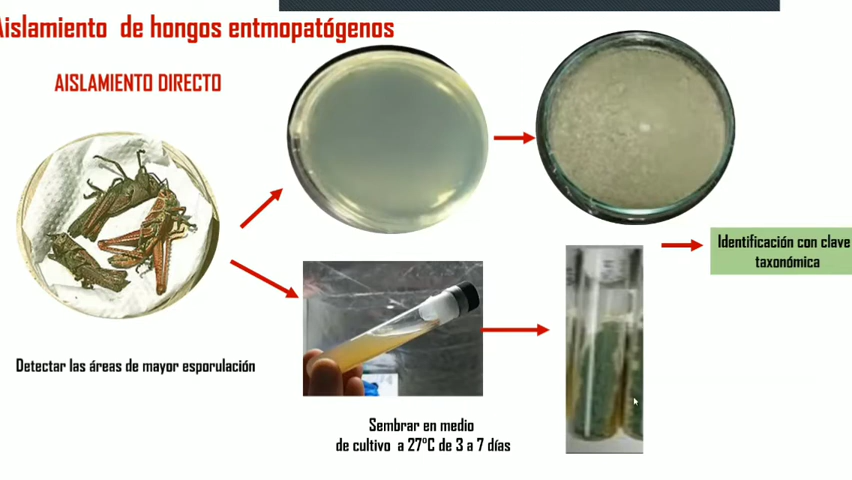 Aislamiento de hongos entmopatógenos
AISLAMIENTO DIRECTO
Identificación con clave
taxonómica
Detectar las áreas de mayor esporulación
Sembrar en medio
de cultivo a 27°C de 3 a 7 días